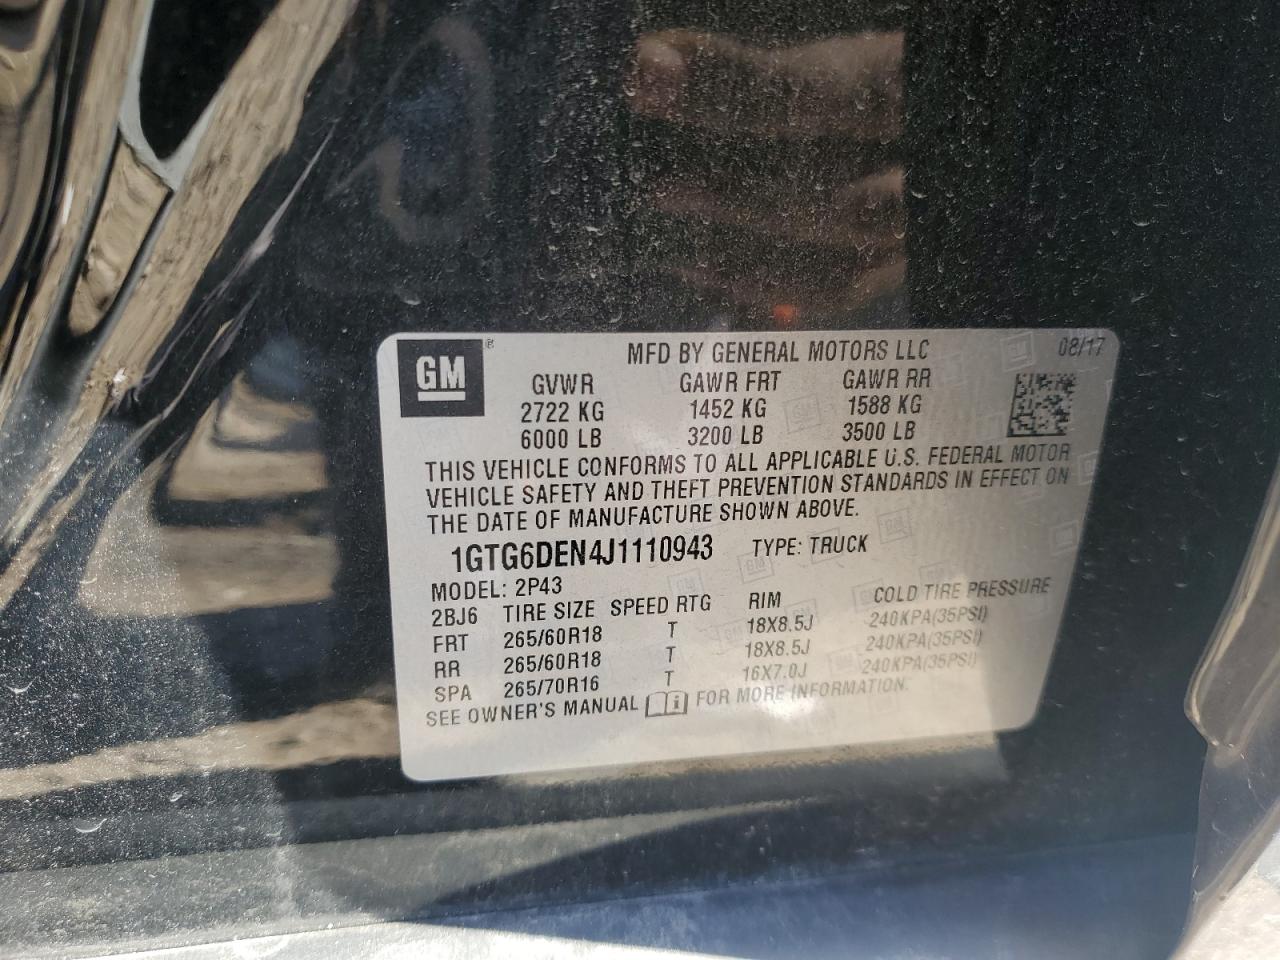 GM ®
MFD BY GENERAL MOTORS LLC 08/17
GVWR GAWR FRT GAWR RR
2722 KG 1452 KG 1588 KG
6000 LB 3200 LB 3500 LB
THIS VEHICLE CONFORMS TO ALL APPLICABLE U.S. FEDERAL MOTOR
VEHICLE SAFETY AND THEFT PREVENTION STANDARDS IN EFFECT ON
THE DATE OF MANUFACTURE SHOWN ABOVE.
1GTG6DEN4J1110943 TYPE: TRUCK
MODEL: 2P43
2BJ6 TIRE SIZE SPEED RTG RIM COLD TIRE PRESSURE
FRT 265/60R18 T 18X8.5J 240KPA(35PSI)
RR 265/60R18 T 18X8.5J 240KPA(35PSI)
SPA 265/70R16 T 16X7.0J 240KPA(35PSI)
SEE OWNER'S MANUAL i FOR MORE INFORMATION.